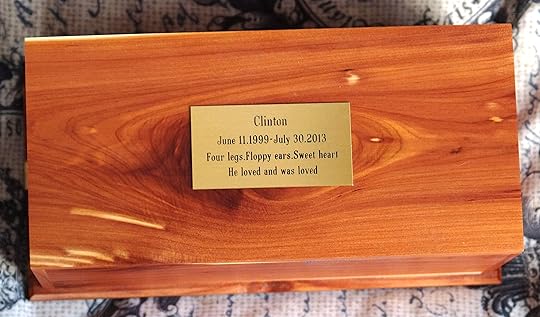 Clinton
June 11.1999-July 30.2013
Four legs.Floppy ears.Sweet heart
He loved and was loved